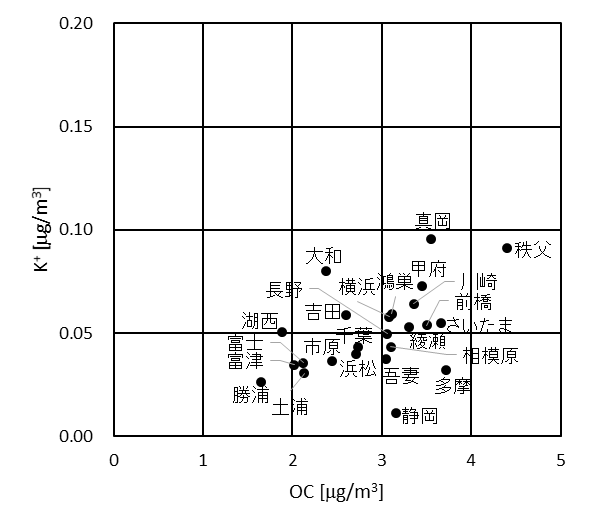 0.20
0.15
K⁺ [μg/m³]
0.10
0.05
0.00
真岡
秩父
大和
甲府
川崎
鴻巣
横浜
長野
前橋
吉田
湖西
さいたま
千葉
綾瀬
富士
市原
相模原
富津
浜松
吾妻
多摩
勝浦
土浦
静岡
0
1
2
3
4
5
OC [μg/m³]